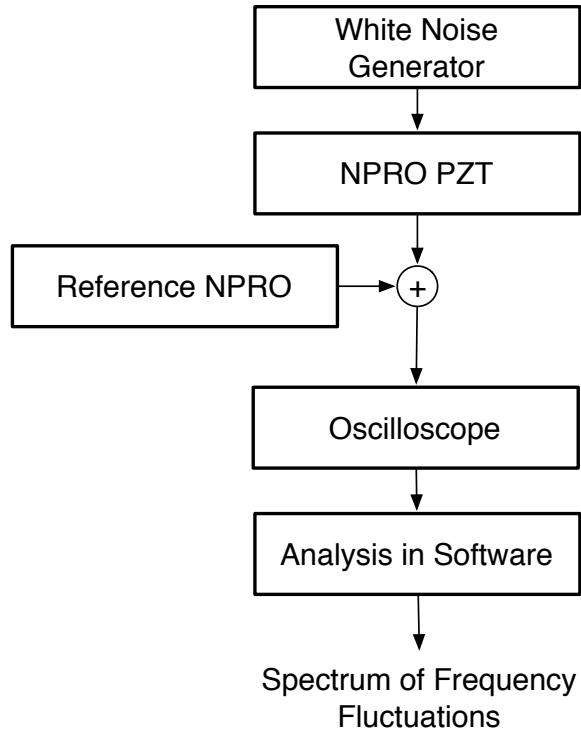 White Noise
Generator
NPRO PZT
Reference NPRO
+
Oscilloscope
Analysis in Software
Spectrum of Frequency
Fluctuations